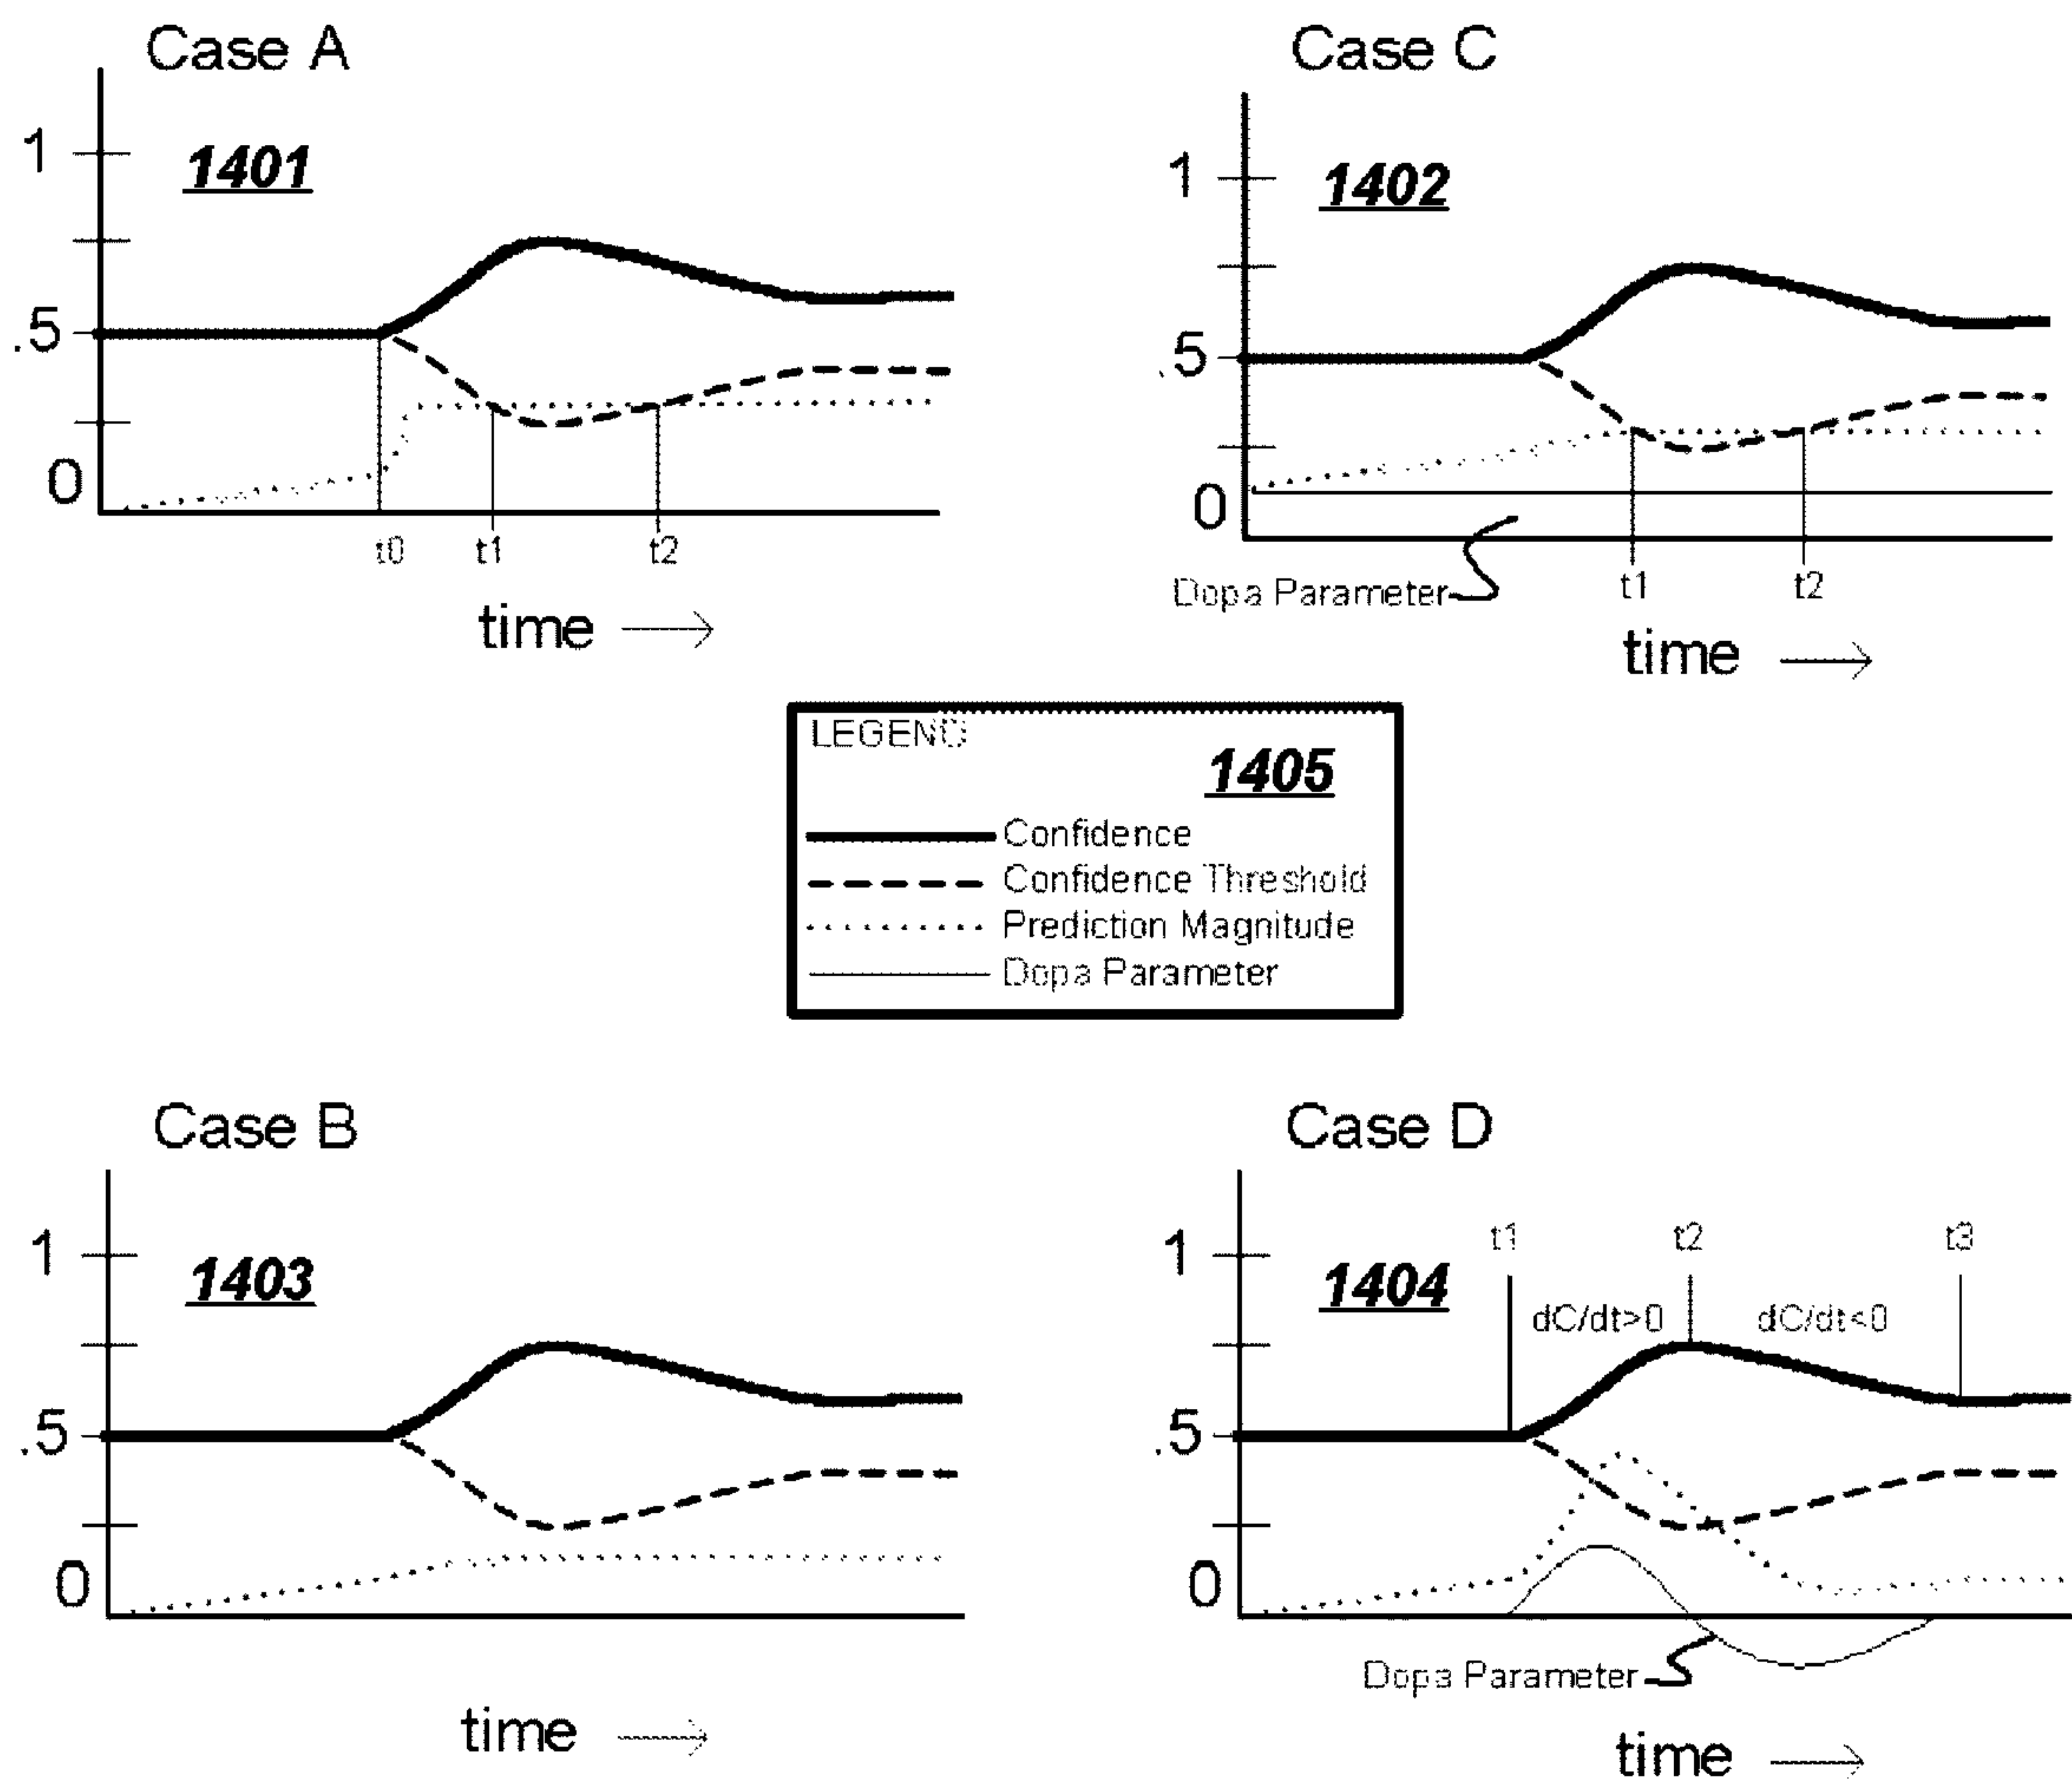 Case A
1
1401
.5
0
t0
t1
t2
time
Case C
1
1402
.5
0
Dopa Parameter
t1
t2
time
LEGEND
1405
Confidence
Confidence Threshold
Prediction Magnitude
Dopa Parameter
Case B
1
1403
.5
0
time
Case D
1
1404
t1
t2
t3
dC/dt>0
dC/dt<0
.5
0
Dopa Parameter
time